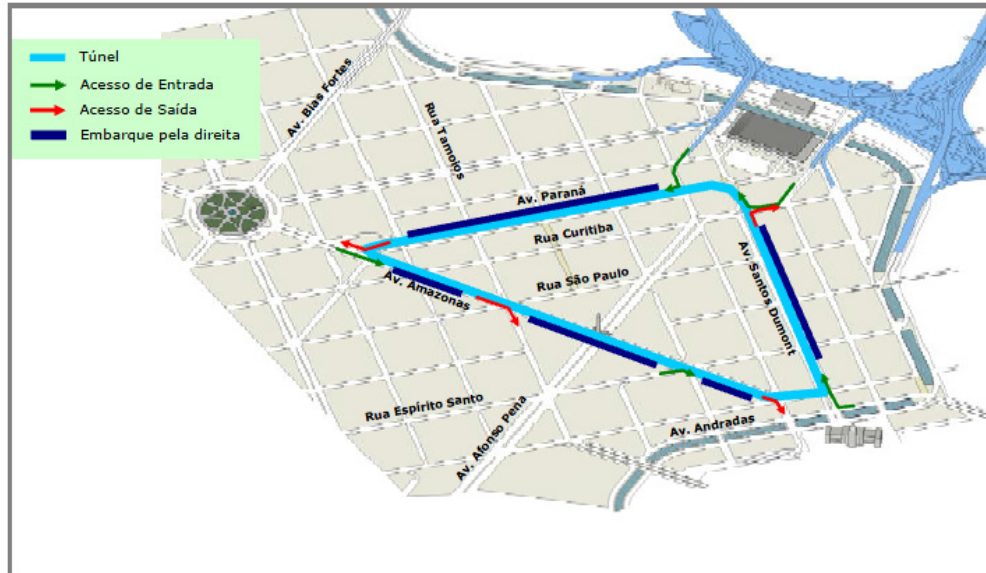 Túnel
Acesso de Entrada
Acesso de Saída
Embarque pela direita
Av. Bias Fortes
Rua Tamoios
Av. Paraná
Rua Curitiba
Rua São Paulo
Av. Amazonas
Av. Santos Dumont
Rua Espírito Santo
Av. Afonso Pena
Av. Andradas